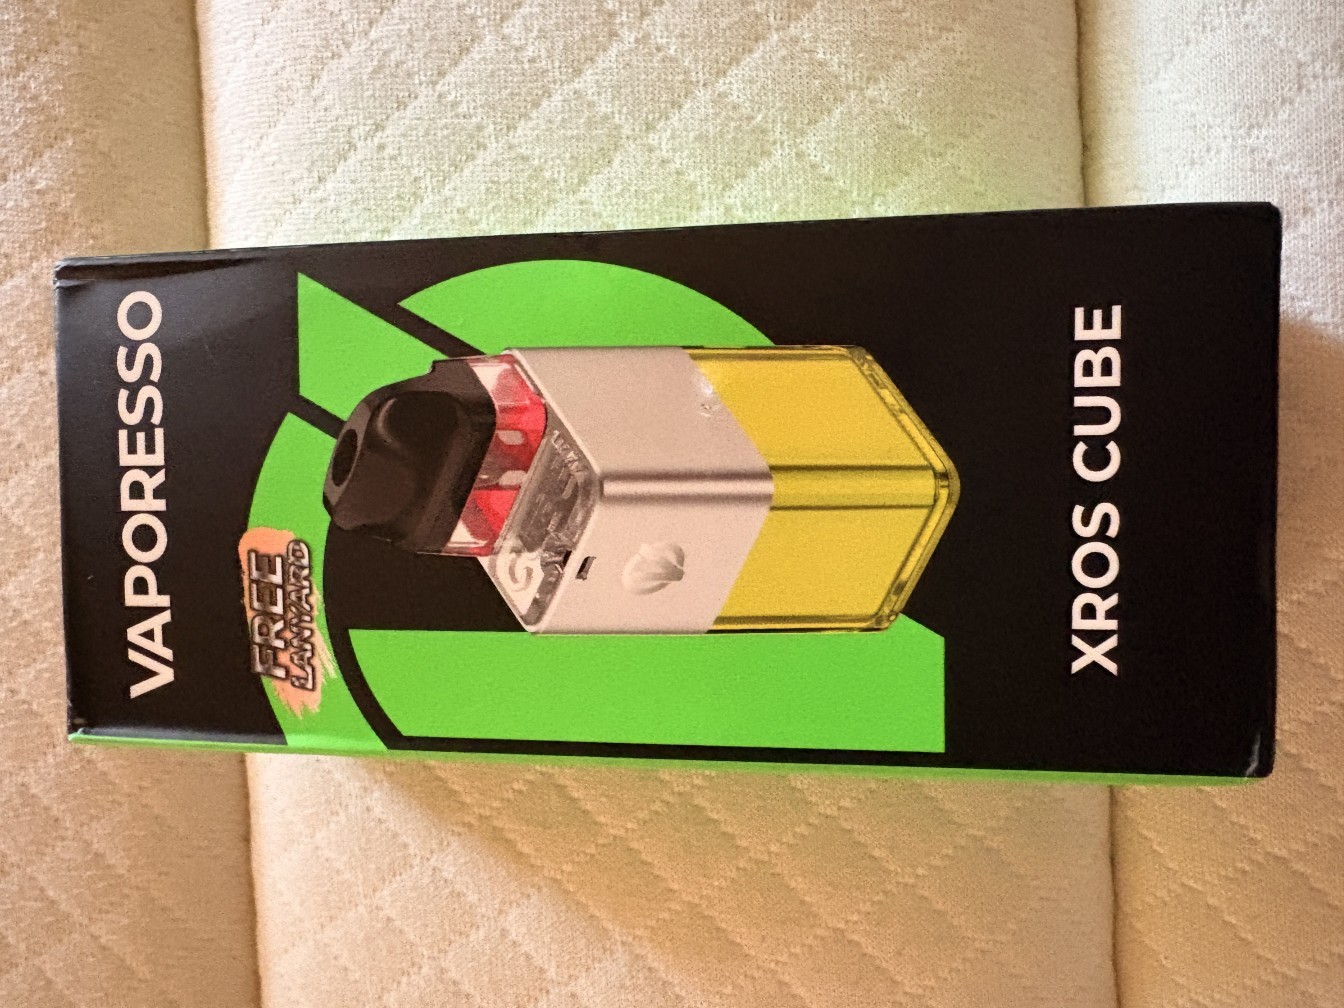 VAPORESSO
FREE
LANYARD
XROS CUBE